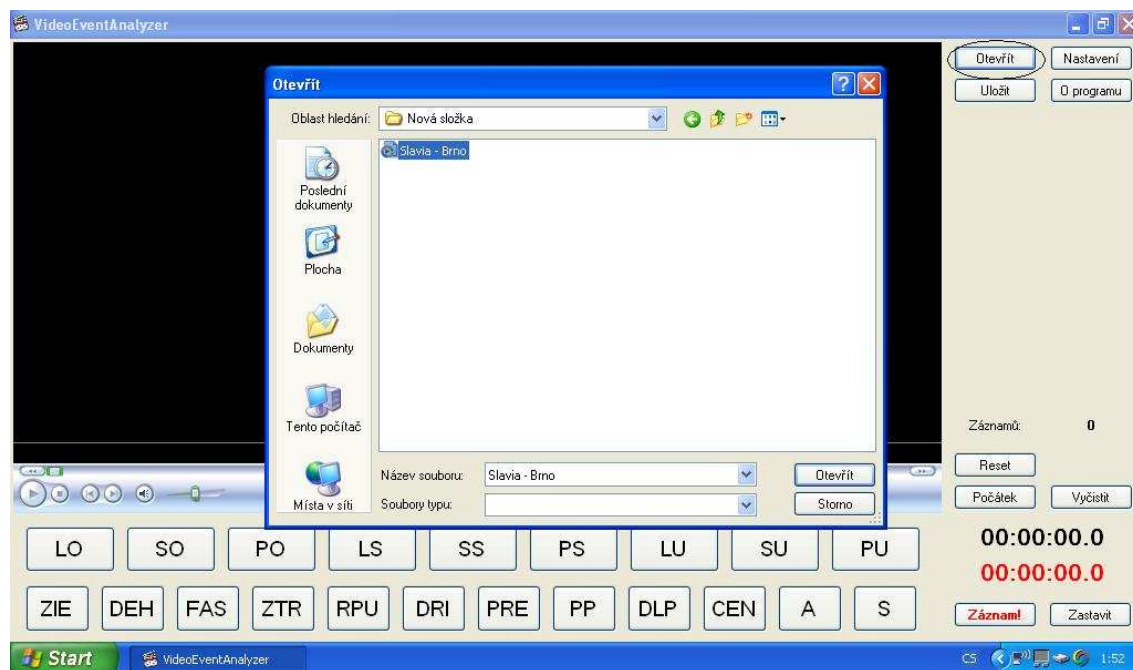 VideoEventAnalyzer
Otevřít
Nastavení
Uložit
O programu
Otevřít
Oblast hledání:
Nová složka
Slavia - Brno
Poslední
dokumenty
Plocha
Dokumenty
Tento počítač
Místa v síti
Název souboru:
Slavia - Brno
Otevřít
Soubory typu:
Storno
Záznamů:
0
Reset
Počátek
Vyčistit
00:00:00.0
00:00:00.0
Záznam!
Zastavit
LO SO PO LS SS PS LU SU PU
ZIE DEH FAS ZTR RPU DRI PRE PP DLP CEN A S
Start
VideoEventAnalyzer
CS
1:52